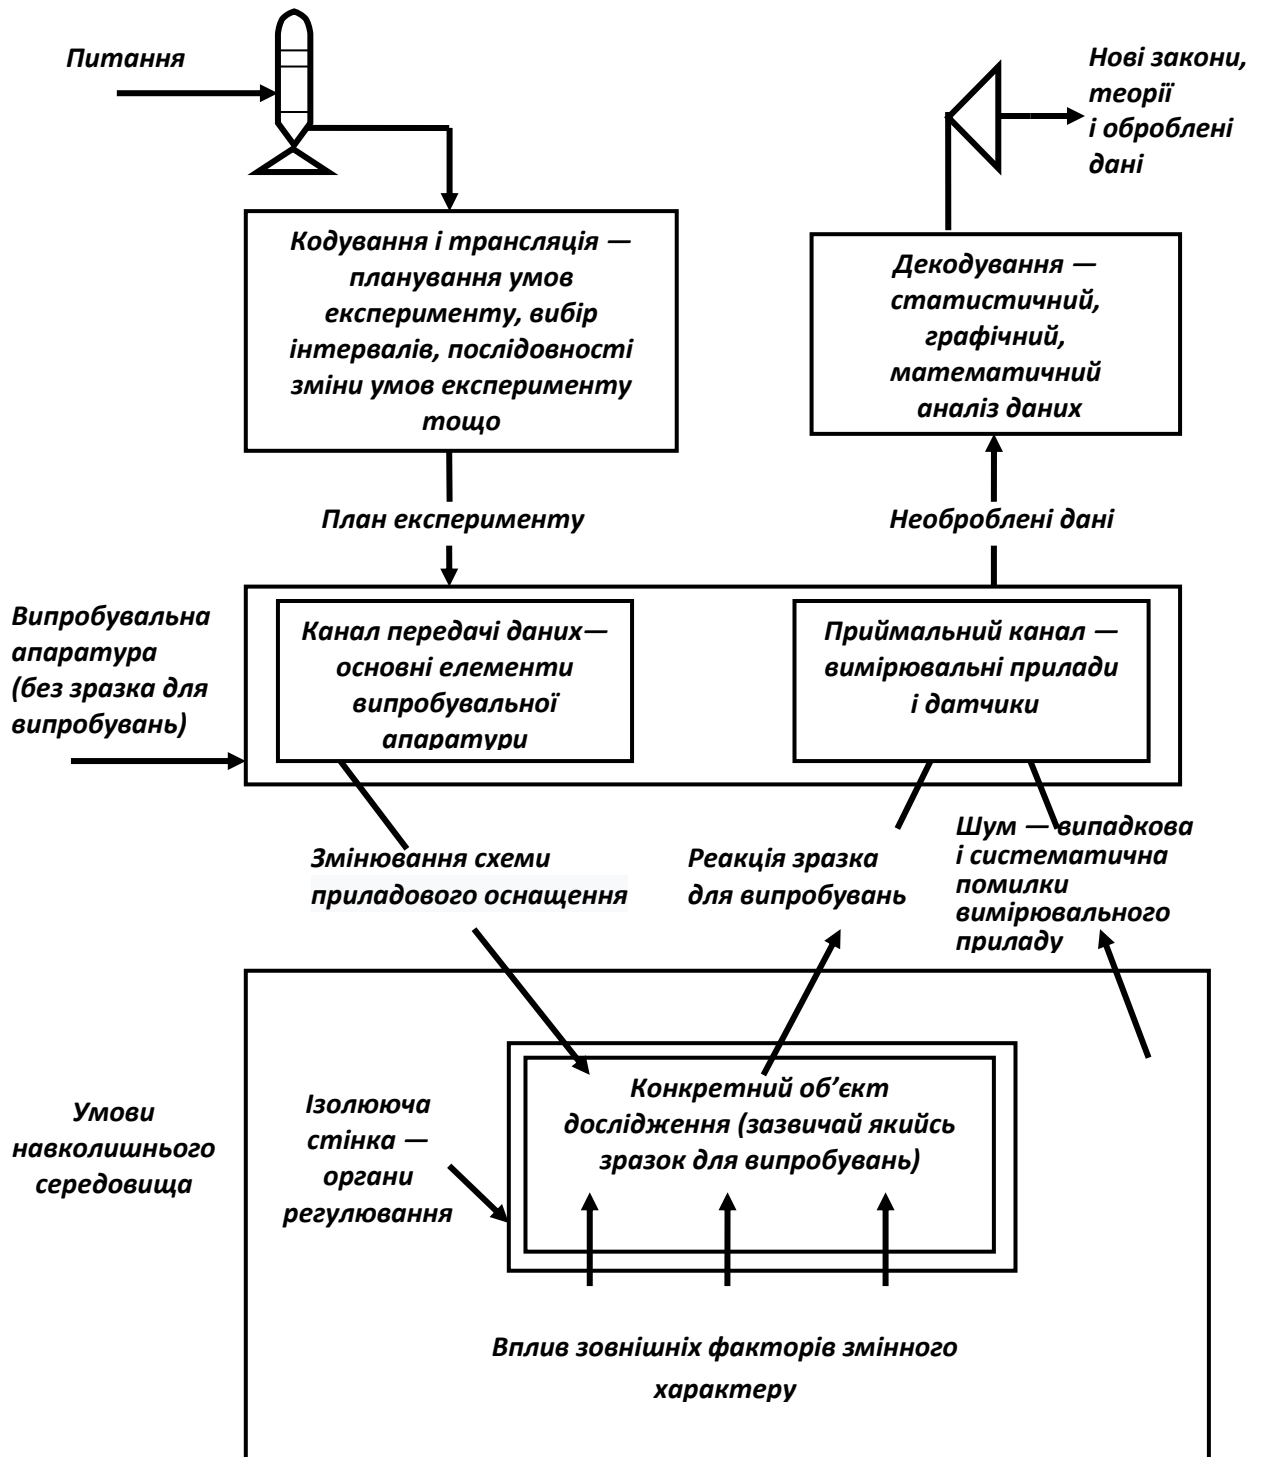 Питання
Нові закони,
теорії
і оброблені
дані
Кодування і трансляція —
планування умов
експерименту, вибір
інтервалів, послідовності
зміни умов експерименту
тощо
Декодування —
статистичний,
графічний,
математичний
аналіз даних
План експерименту
Необроблені дані
Випробувальна
апаратура
(без зразка для
випробувань)
Канал передачі даних—
основні елементи
випробувальної
апаратури
Приймальний канал —
вимірювальні прилади
і датчики
Змінювання схеми
приладового оснащення
Реакція зразка
для випробувань
Шум — випадкова
і систематична
помилки
вимірювального
приладу
Умови
навколишнього
середовища
Ізолююча
стінка —
органи
регулювання
Конкретний об’єкт
дослідження (зазвичай якийсь
зразок для випробувань)
Вплив зовнішніх факторів змінного
характеру